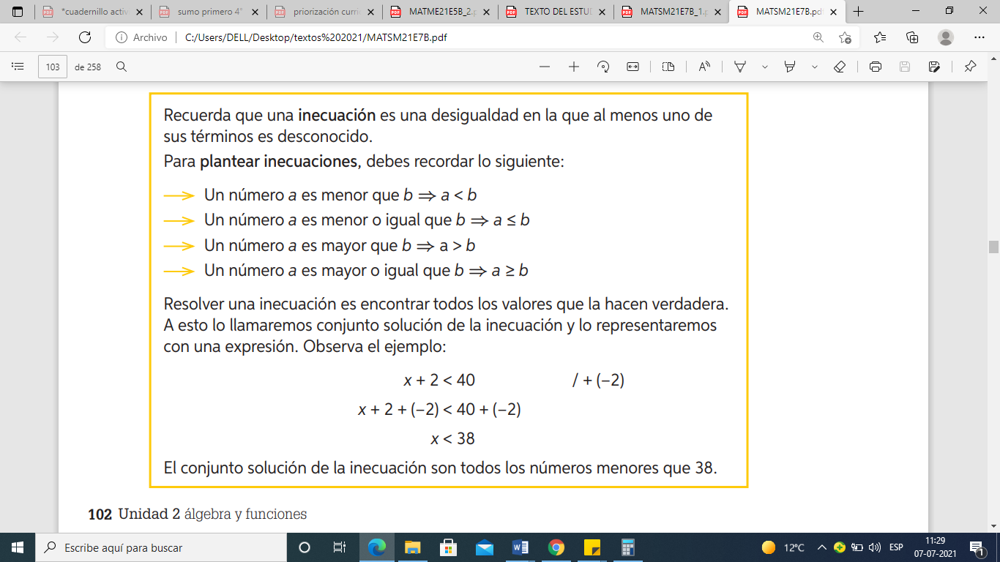 *cuadernillo activ
sumo primero 4°
priorización curri
MATME21E5B_2.p
TEXTO DEL ESTUD
MATSM21E7B_1.p
MATSM21E7B.pdf
Archivo
C:/Users/DELL/Desktop/textos%202021/MATSM21E7B.pdf
103 de 258
Recuerda que una inecuación es una desigualdad en la que al menos uno de
sus términos es desconocido.
Para plantear inecuaciones, debes recordar lo siguiente:
Un número a es menor que b ⇒ a < b
Un número a es menor o igual que b ⇒ a ≤ b
Un número a es mayor que b ⇒ a > b
Un número a es mayor o igual que b ⇒ a ≥ b
Resolver una inecuación es encontrar todos los valores que la hacen verdadera.
A esto lo llamaremos conjunto solución de la inecuación y lo representaremos
con una expresión. Observa el ejemplo:
x + 2 < 40 / + (−2)
x + 2 + (−2) < 40 + (−2)
x < 38
El conjunto solución de la inecuación son todos los números menores que 38.
102 Unidad 2 álgebra y funciones
Escribe aquí para buscar
12°C
ESP
11:29
07-07-2021
1